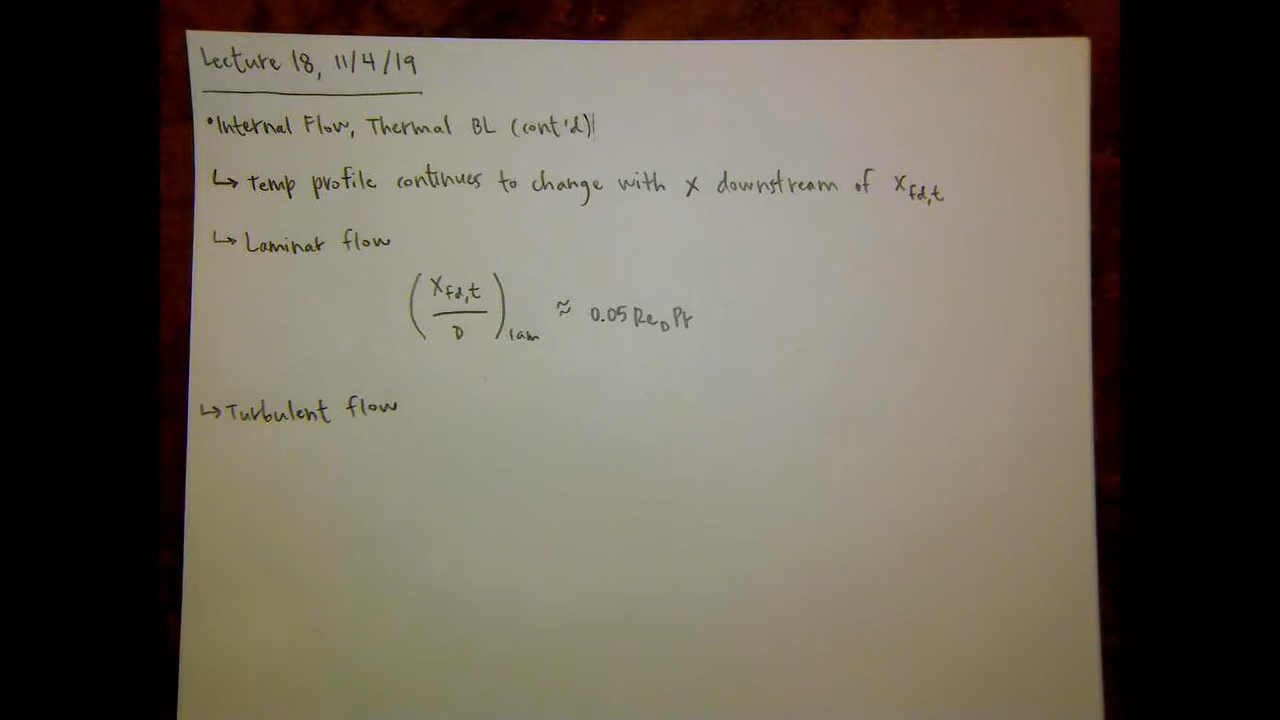 Lecture 18, 11/4/19
•Internal Flow, Thermal BL (cont'd)
↳ Temp profile continues to change with x downstream of x_fd,t
↳ Laminar flow
(x_fd,t / D)_lam ≈ 0.05 Re_D Pr
↳ Turbulent flow